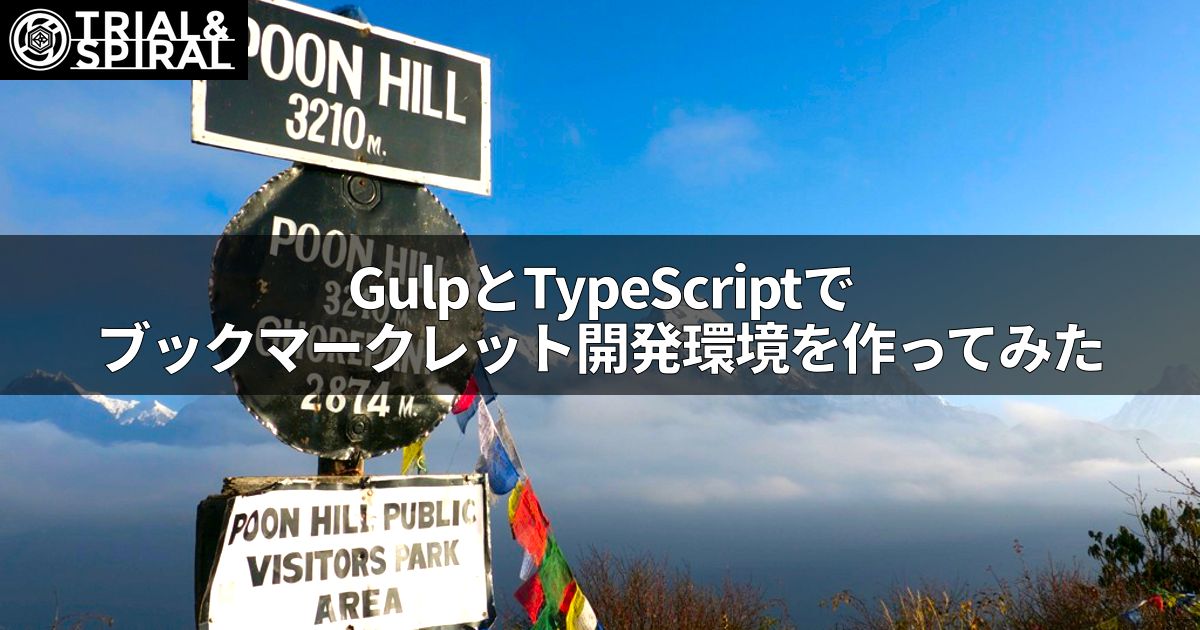 TRIAL&
SPIRAL
POON HILL
3210 M.
POON HILL
GulpとTypeScriptで
ブックマークレット開発環境を作ってみた
2874 M.
POON HILL PUBLIC
VISITORS PARK
AREA